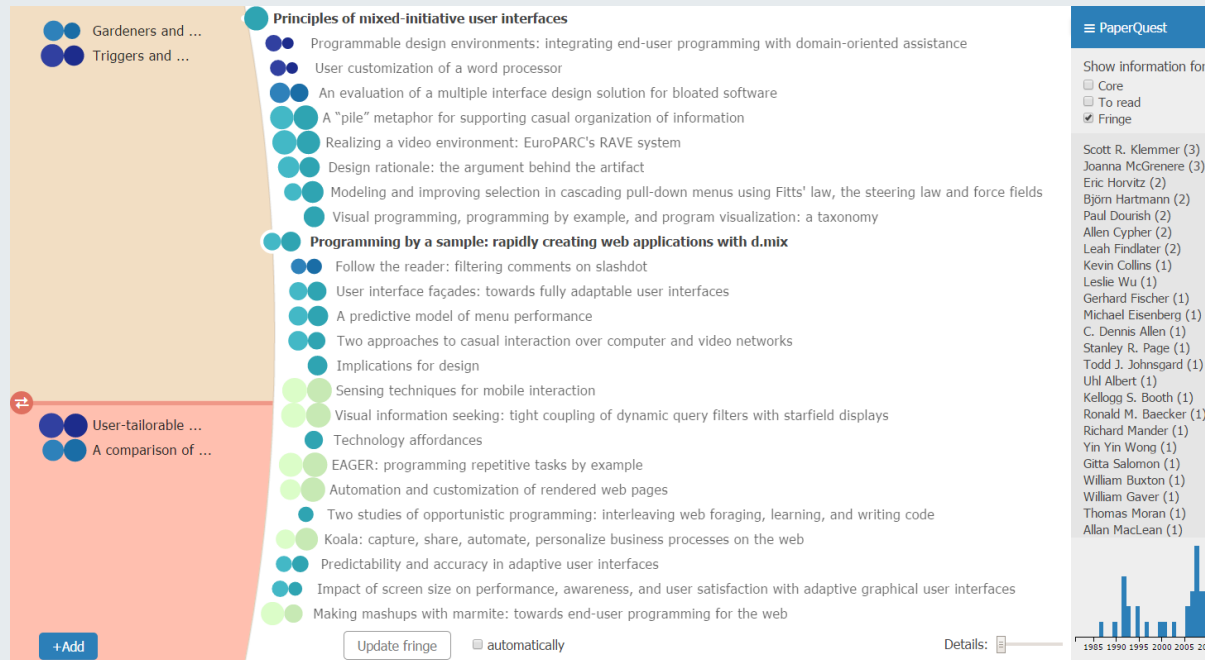 Gardeners and ...
Triggers and ...
User-tailorable ...
A comparison of ...
+Add
Principles of mixed-initiative user interfaces
Programmable design environments: integrating end-user programming with domain-oriented assistance
User customization of a word processor
An evaluation of a multiple interface design solution for bloated software
A “pile” metaphor for supporting casual organization of information
Realizing a video environment: EuroPARC's RAVE system
Design rationale: the argument behind the artifact
Modeling and improving selection in cascading pull-down menus using Fitts' law, the steering law and force fields
Visual programming, programming by example, and program visualization: a taxonomy
Programming by a sample: rapidly creating web applications with d.mix
Follow the reader: filtering comments on slashdot
User interface façades: towards fully adaptable user interfaces
A predictive model of menu performance
Two approaches to casual interaction over computer and video networks
Implications for design
Sensing techniques for mobile interaction
Visual information seeking: tight coupling of dynamic query filters with starfield displays
Technology affordances
EAGER: programming repetitive tasks by example
Automation and customization of rendered web pages
Two studies of opportunistic programming: interleaving web foraging, learning, and writing code
Koala: capture, share, automate, personalize business processes on the web
Predictability and accuracy in adaptive user interfaces
Impact of screen size on performance, awareness, and user satisfaction with adaptive graphical user interfaces
Making mashups with marmite: towards end-user programming for the web
Update fringe
automatically
Details:
PaperQuest
Show information for
Core
To read
Fringe
Scott R. Klemmer (3)
Joanna McGrenere (3)
Eric Horvitz (2)
Björn Hartmann (2)
Paul Dourish (2)
Allen Cypher (2)
Leah Findlater (2)
Kevin Collins (1)
Leslie Wu (1)
Gerhard Fischer (1)
Michael Eisenberg (1)
C. Dennis Allen (1)
Stanley R. Page (1)
Todd J. Johnsgard (1)
Uhl Albert (1)
Kellogg S. Booth (1)
Ronald M. Baecker (1)
Richard Mander (1)
Yin Yin Wong (1)
Gitta Salomon (1)
William Buxton (1)
William Gaver (1)
Thomas Moran (1)
Allan MacLean (1)
1985 1990 1995 2000 2005